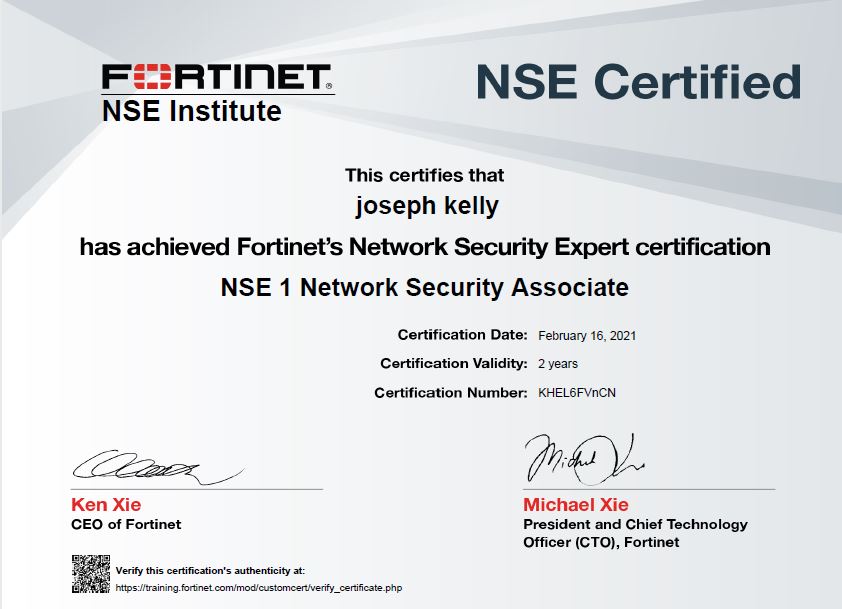 FORTINET®
NSE Institute
NSE Certified
This certifies that
joseph kelly
has achieved Fortinet's Network Security Expert certification
NSE 1 Network Security Associate
Certification Date: February 16, 2021
Certification Validity: 2 years
Certification Number: KHEL6FVnCN
Ken Xie
CEO of Fortinet
Michael Xie
President and Chief Technology
Officer (CTO), Fortinet
Verify this certification's authenticity at:
https://training.fortinet.com/mod/customcert/verify_certificate.php